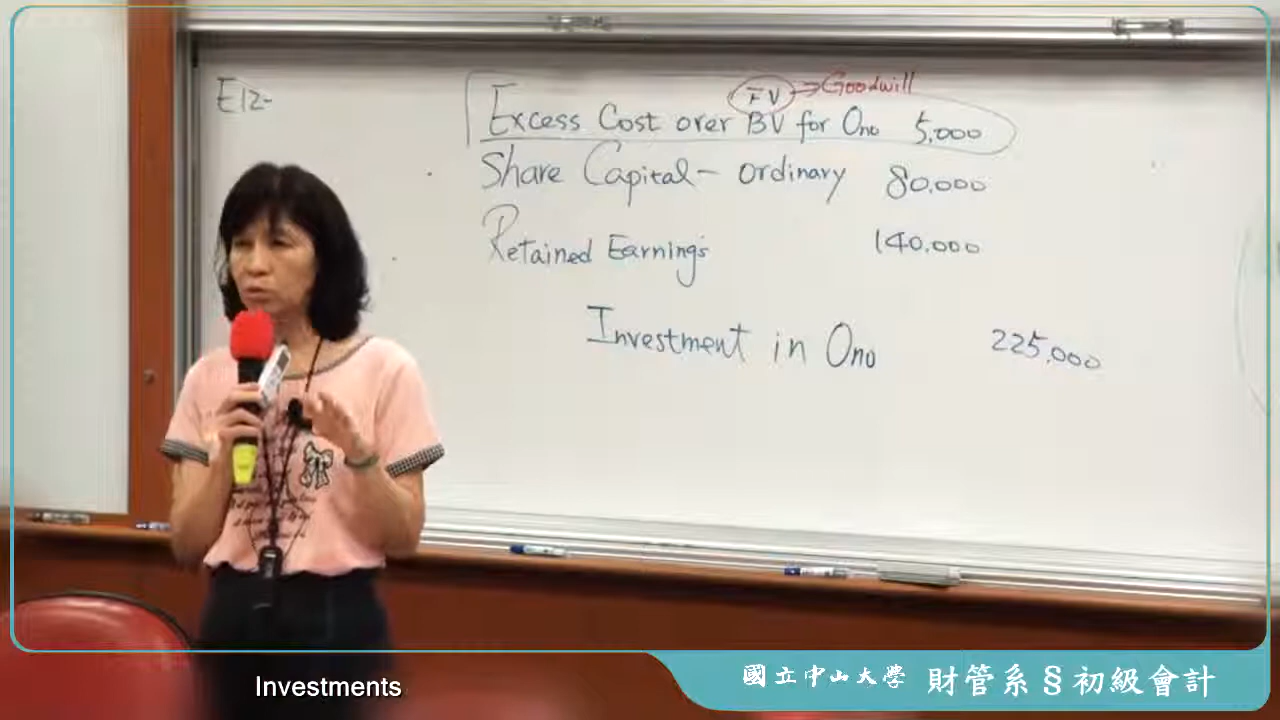 E12-
FV → Goodwill
Excess Cost over BV for Ono 5,000
Share Capital - Ordinary 80,000
Retained Earnings 140,000
Investment in Ono 225,000
Investments
國立中山大學 財管系§初級會計